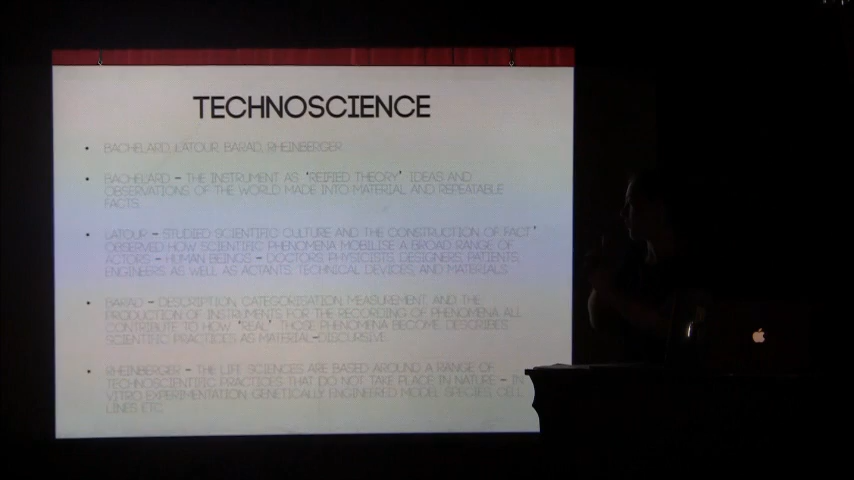 TECHNOSCIENCE
• BACHELARD, LATOUR, BARAD, RHEINBERGER
• BACHELARD – THE INSTRUMENT AS 'REIFIED THEORY' IDEAS AND
OBSERVATIONS OF THE WORLD MADE INTO MATERIAL AND REPEATABLE
FACTS.
• LATOUR – STUDIED SCIENTIFIC CULTURE AND THE CONSTRUCTION OF FACT'
OBSERVED HOW SCIENTIFIC PHENOMENA MOBILISE A BROAD RANGE OF
ACTORS – HUMAN BEINGS – DOCTORS, PHYSICISTS, DESIGNERS, PATIENTS,
ENGINEERS AS WELL AS ACTANTS, TECHNICAL DEVICES, AND MATERIALS.
• BARAD – DESCRIPTION, CATEGORISATION, MEASUREMENT, AND THE
PRODUCTION OF INSTRUMENTS FOR THE RECORDING OF PHENOMENA ALL
CONTRIBUTE TO HOW 'REAL' THOSE PHENOMENA BECOME. DESCRIBES
SCIENTIFIC PRACTICES AS MATERIAL-DISCURSIVE.
• RHEINBERGER – THE LIFE SCIENCES ARE BASED AROUND A RANGE OF
TECHNOSCIENTIFIC PRACTICES THAT DO NOT TAKE PLACE IN NATURE – IN
VITRO EXPERIMENTATION, GENETICALLY ENGINEERED MODEL SPECIES, CELL
LINES, ETC